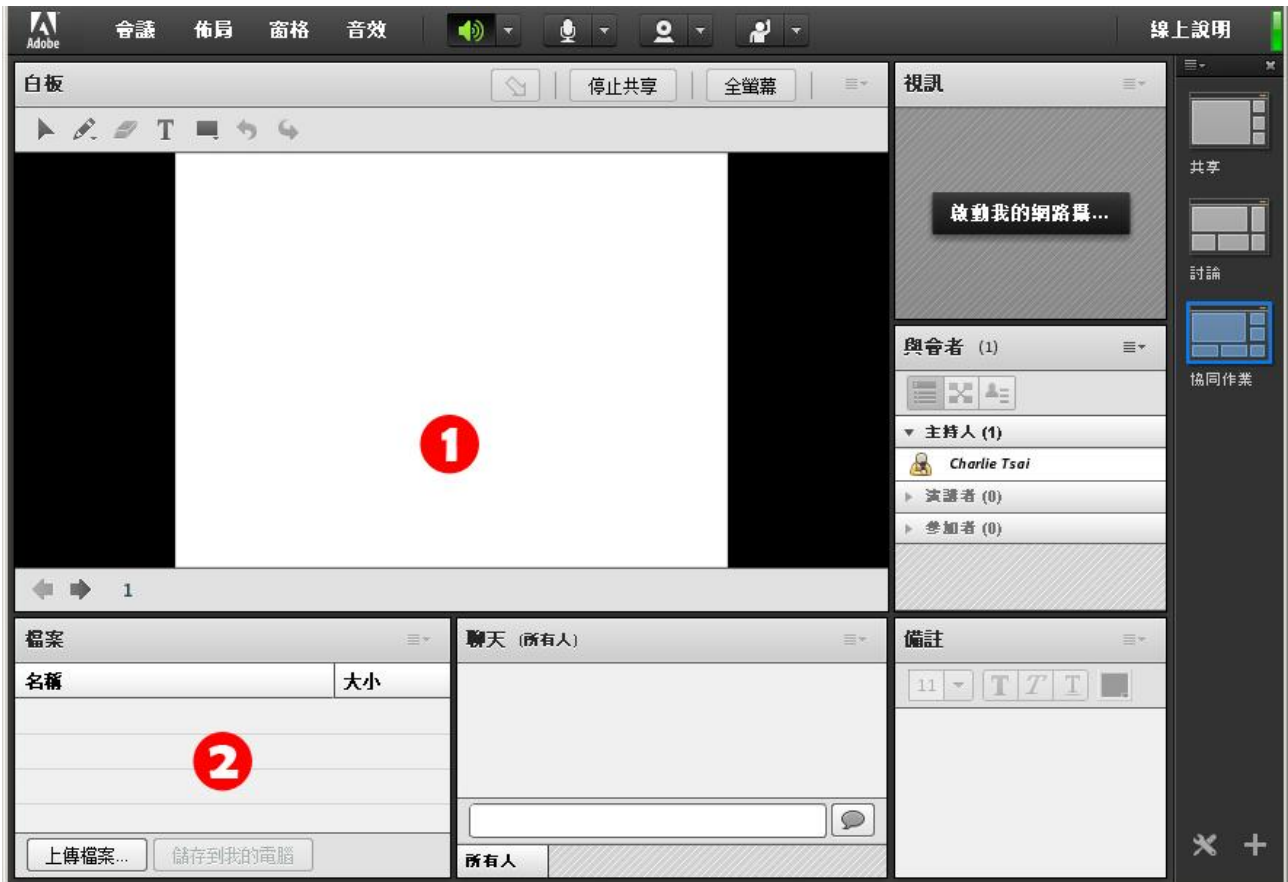 Adobe 會議 佈局 窗格 音效 線上說明
白板 停止共享 全螢幕
T
1
1
視訊
啟動我的網路攝...
與會者 (1)
主持人 (1)
Charlie Tsai
演講者 (0)
參加者 (0)
檔案
名稱 大小
2
上傳檔案... 儲存到我的電腦
聊天 (所有人)
所有人
備註
11 T T T
共享
討論
協同作業